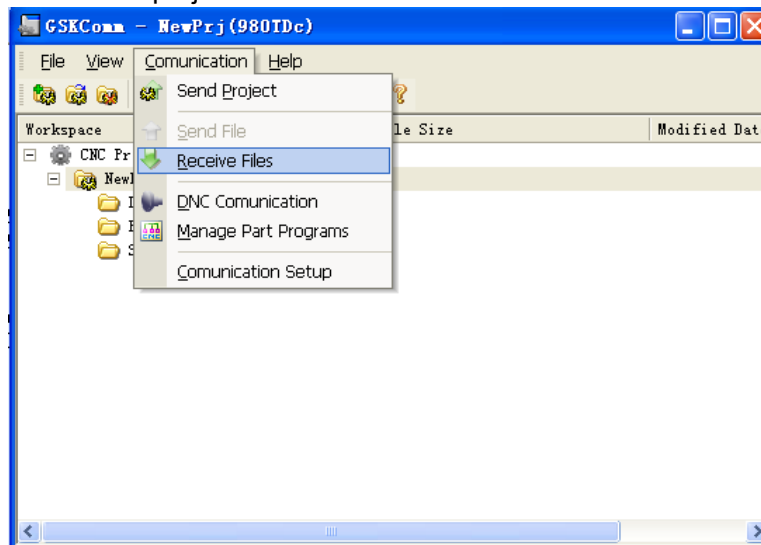 GSKComm - NewPrj(980TDc)
File View Comunication Help
Send Project
Workspace
Send File
le Size
Modified Dat
CNC Pr
Receive Files
New
DNC Comunication
Manage Part Programs
Comunication Setup